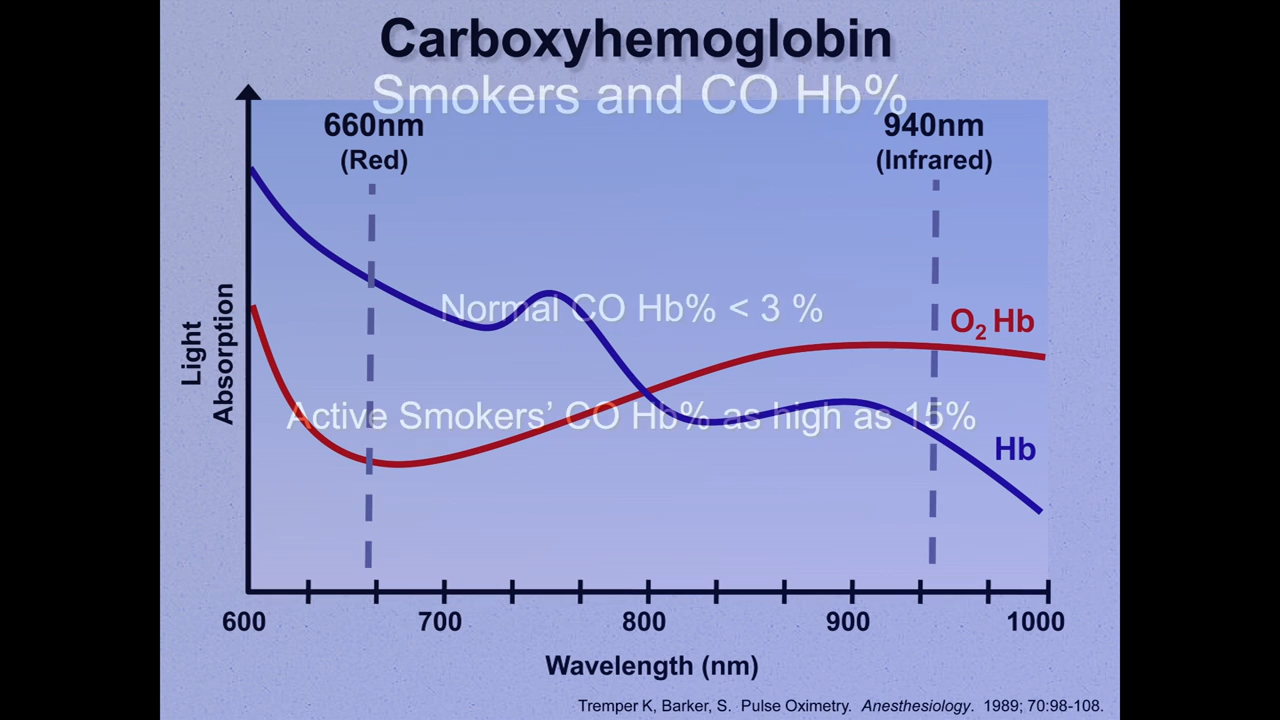 Carboxyhemoglobin
Smokers and CO Hb%
660nm
(Red)
940nm
(Infrared)
Normal CO Hb% < 3 %
O2 Hb
Light
Absorption
Active Smokers’ CO Hb% as high as 15%
Hb
600 700 800 900 1000
Wavelength (nm)
Tremper K, Barker, S. Pulse Oximetry. Anesthesiology. 1989; 70:98-108.